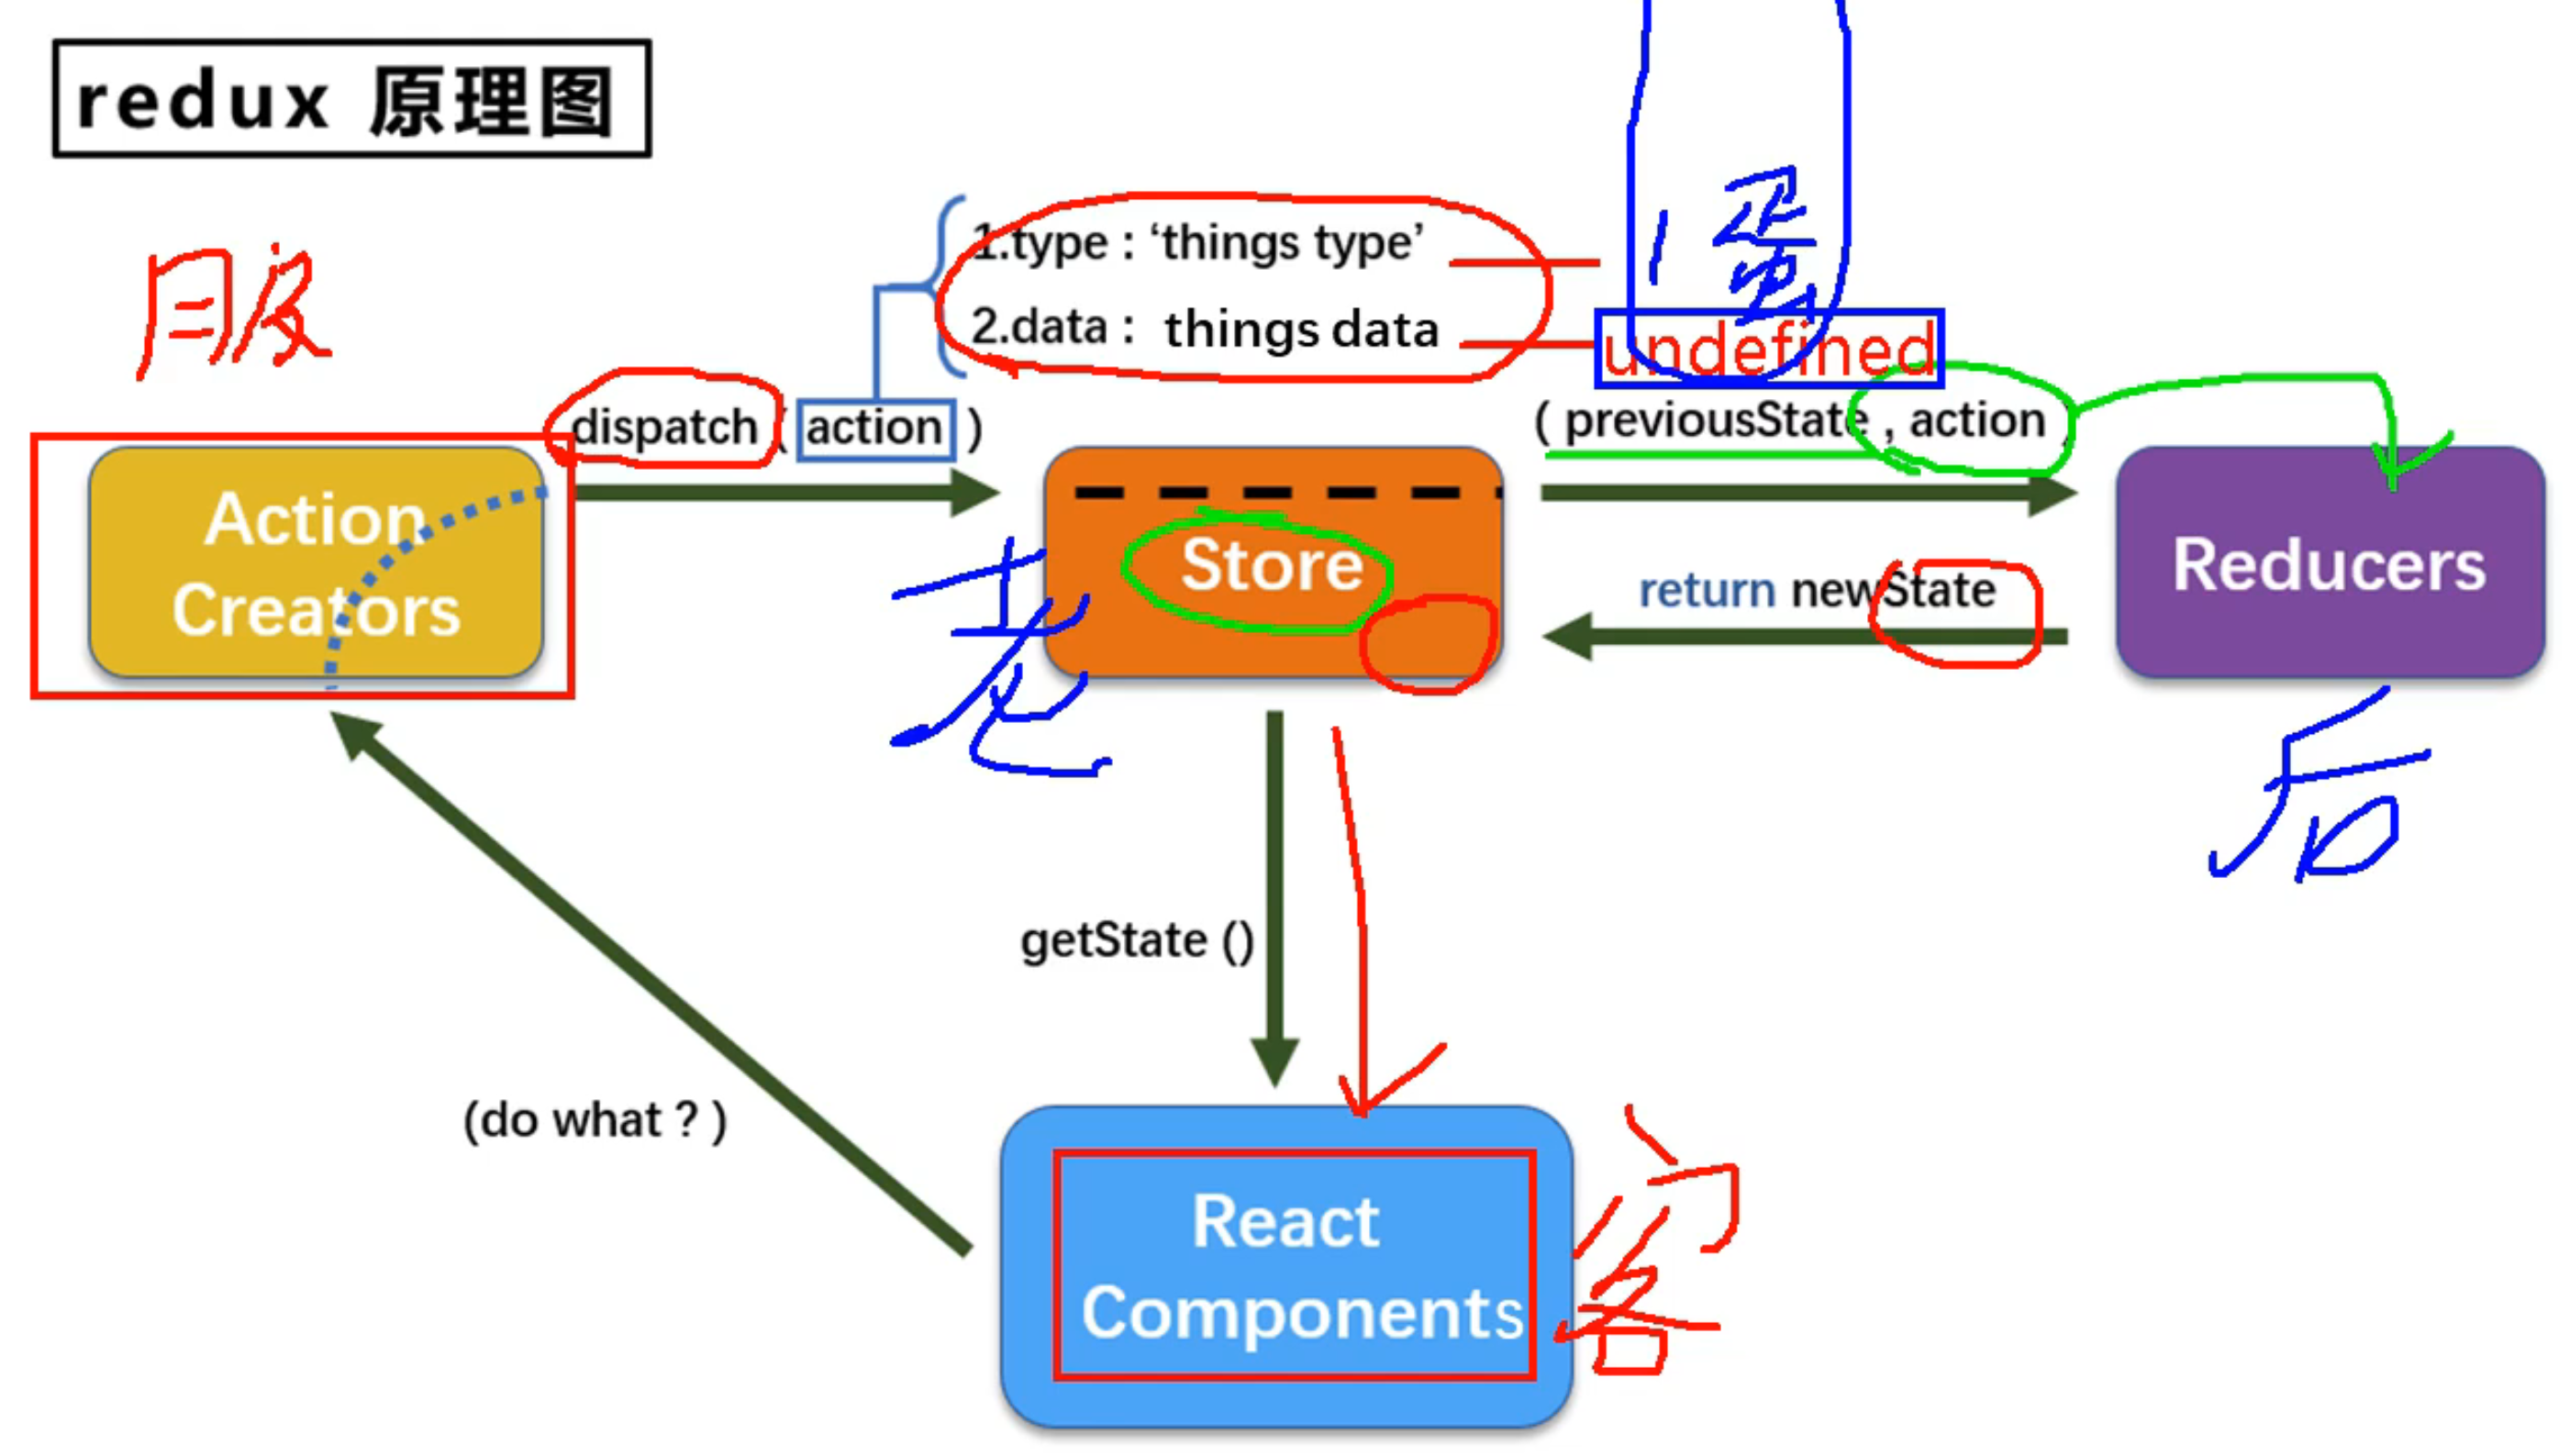 redux 原理图
1.type : ‘things type’
2.data : things data
1 蛋
undefined
服
dispatch ( action )
( previousState , action )
Action
Creators
Store
Reducers
return newState
老
后
getState ()
(do what ? )
React
Components
客